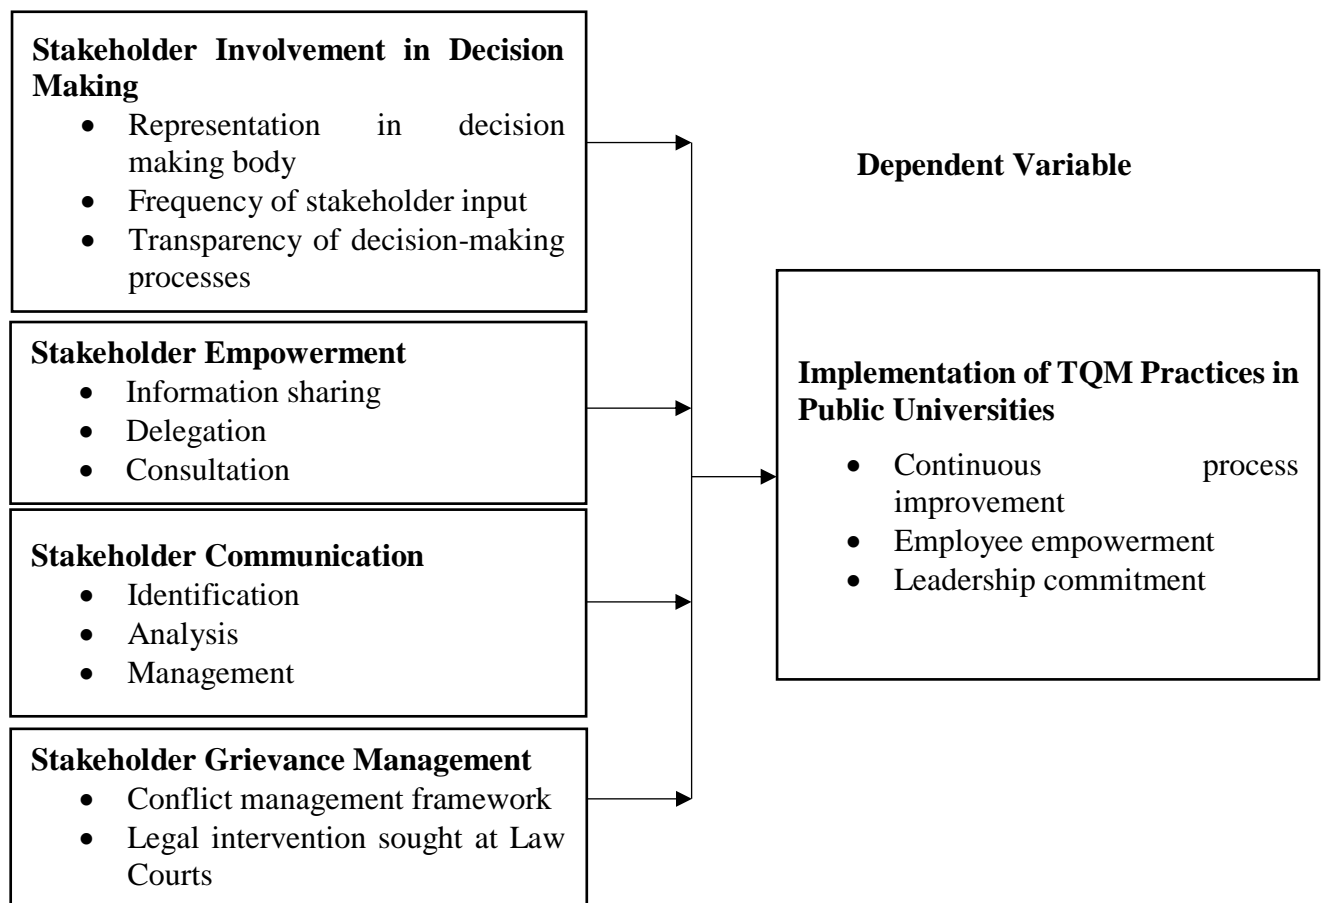 Stakeholder Involvement in Decision
Making
• Representation in decision
making body
• Frequency of stakeholder input
• Transparency of decision-making
processes
Stakeholder Empowerment
• Information sharing
• Delegation
• Consultation
Stakeholder Communication
• Identification
• Analysis
• Management
Stakeholder Grievance Management
• Conflict management framework
• Legal intervention sought at Law
Courts
Dependent Variable
Implementation of TQM Practices in
Public Universities
• Continuous process
improvement
• Employee empowerment
• Leadership commitment